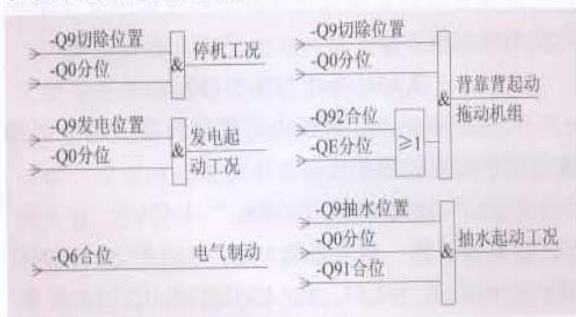 -Q9切除位置
-Q0分位
&
停机工况
-Q9发电位置
-Q0分位
&
发电起
动工况
-Q6合位
电气制动
-Q9切除位置
-Q0分位
-Q92合位
-QE分位
≥1
&
背靠背起动
拖动机组
-Q9抽水位置
-Q0分位
-Q91合位
&
抽水起动工况